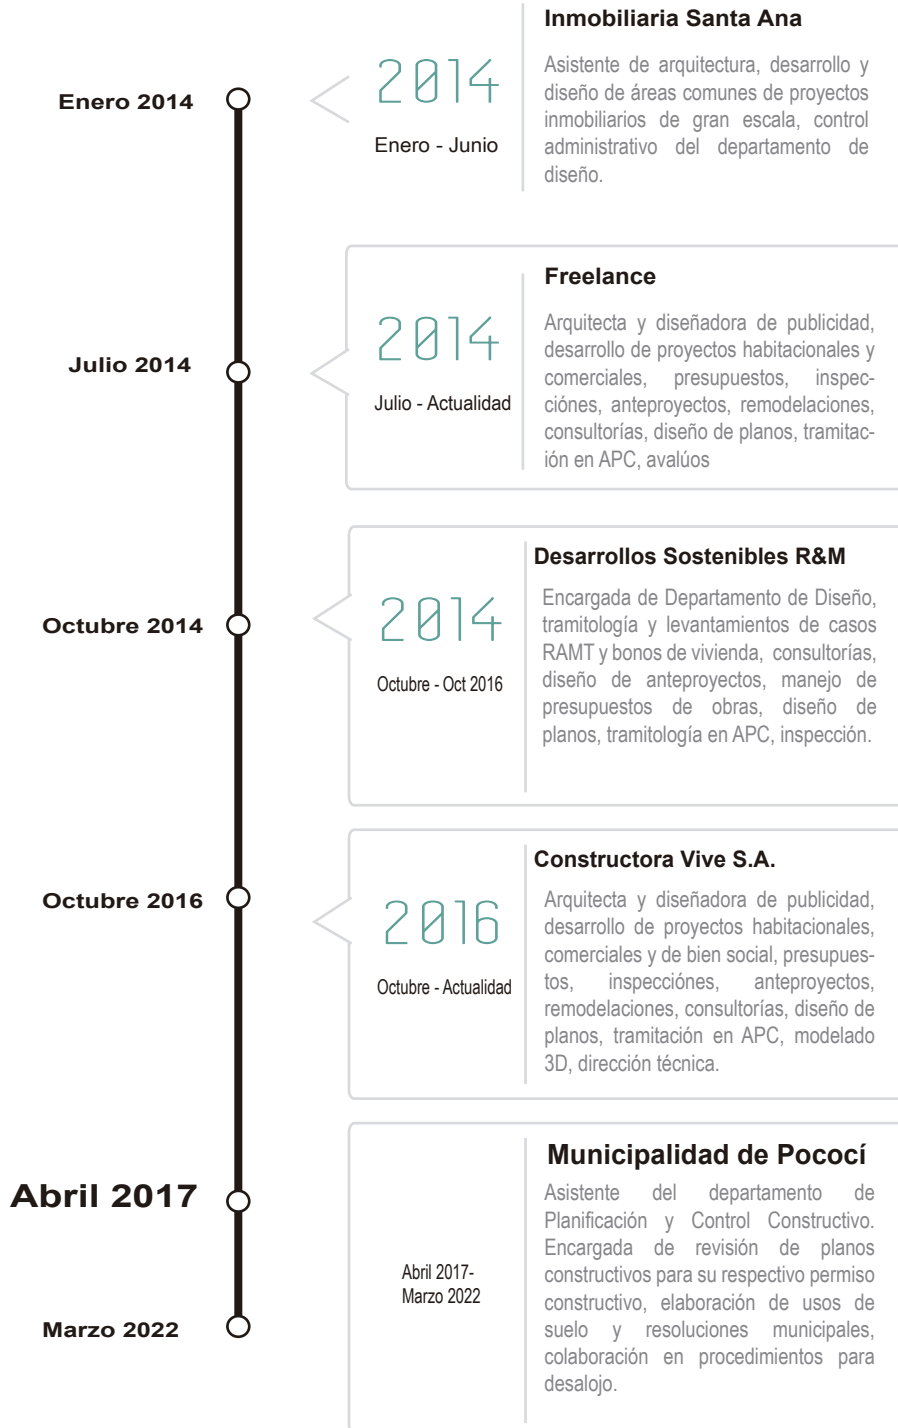 Enero 2014
2014
Enero - Junio
Inmobiliaria Santa Ana
Asistente de arquitectura, desarrollo y
diseño de áreas comunes de proyectos
inmobiliarios de gran escala, control
administrativo del departamento de
diseño.
Julio 2014
2014
Julio - Actualidad
Freelance
Arquitecta y diseñadora de publicidad,
desarrollo de proyectos habitacionales y
comerciales, presupuestos, inspec-
ciónes, anteproyectos, remodelaciones,
consultorías, diseño de planos, tramitac-
ión en APC, avalúos
Octubre 2014
2014
Octubre - Oct 2016
Desarrollos Sostenibles R&M
Encargada de Departamento de Diseño,
tramitología y levantamientos de casos
RAMT y bonos de vivienda, consultorías,
diseño de anteproyectos, manejo de
presupuestos de obras, diseño de
planos, tramitología en APC, inspección.
Octubre 2016
2016
Octubre - Actualidad
Constructora Vive S.A.
Arquitecta y diseñadora de publicidad,
desarrollo de proyectos habitacionales,
comerciales y de bien social, presupues-
tos, inspecciónes, anteproyectos,
remodelaciones, consultorías, diseño de
planos, tramitación en APC, modelado
3D, dirección técnica.
Abril 2017
Marzo 2022
Abril 2017-
Marzo 2022
Municipalidad de Pococí
Asistente del departamento de
Planificación y Control Constructivo.
Encargada de revisión de planos
constructivos para su respectivo permiso
constructivo, elaboración de usos de
suelo y resoluciones municipales,
colaboración en procedimientos para
desalojo.